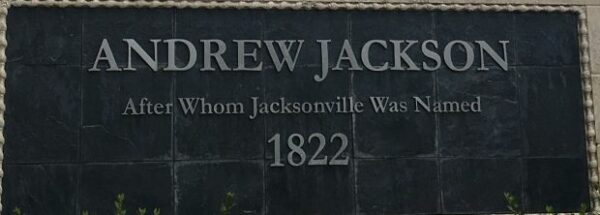 ANDREW JACKSON
After Whom Jacksonville Was Named
1822